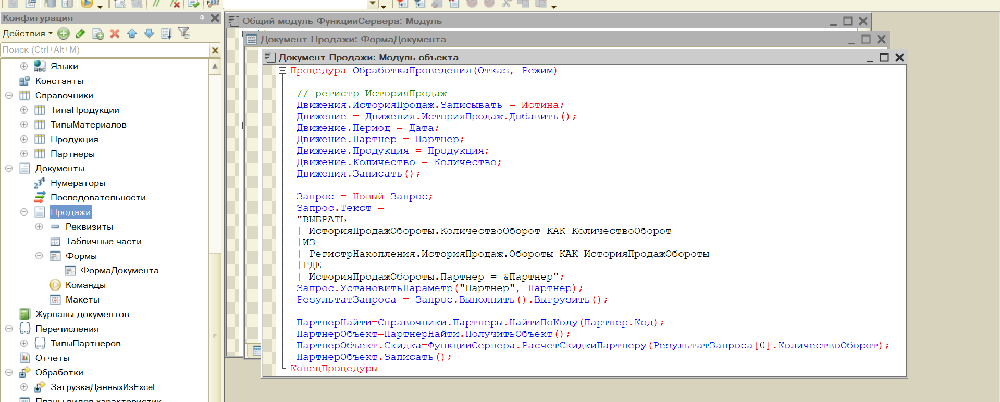 Конфигурация
Действия
Поиск (Ctrl+Alt+M)
Языки
Константы
Справочники
ТипаПродукции
ТипыМатериалов
Продукция
Партнеры
Документы
Нумераторы
Последовательности
Продажи
Реквизиты
Табличные части
Формы
ФормаДокумента
Команды
Макеты
Журналы документов
Перечисления
ТипыПартнеров
Отчеты
Обработки
ЗагрузкаДанныхИзExcel
Планы видов характеристик
Общий модуль ФункцииСервера: Модуль
Документ Продажи: ФормаДокумента
Документ Продажи: Модуль объекта
Процедура ОбработкаПроведения(Отказ, Режим)
// регистр ИсторияПродаж
Движения.ИсторияПродаж.Записывать = Истина;
Движение = Движения.ИсторияПродаж.Добавить();
Движение.Период = Дата;
Движение.Партнер = Партнер;
Движение.Продукция = Продукция;
Движение.Количество = Количество;
Движения.Записать();
Запрос = Новый Запрос;
Запрос.Текст =
"ВЫБРАТЬ
| ИсторияПродажОбороты.КоличествоОборот КАК КоличествоОборот
|ИЗ
| РегистрНакопления.ИсторияПродаж.Обороты КАК ИсторияПродажОбороты
|ГДЕ
| ИсторияПродажОбороты.Партнер = &Партнер";
Запрос.УстановитьПараметр("Партнер", Партнер);
РезультатЗапроса = Запрос.Выполнить().Выгрузить();
ПартнерНайти=Справочники.Партнеры.НайтиПоКоду(Партнер.Код);
ПартнерОбъект=ПартнерНайти.ПолучитьОбъект();
ПартнерОбъект.Скидка=ФункцииСервера.РасчетСкидкиПартнеру(РезультатЗапроса[0].КоличествоОборот);
ПартнерОбъект.Записать();
КонецПроцедуры